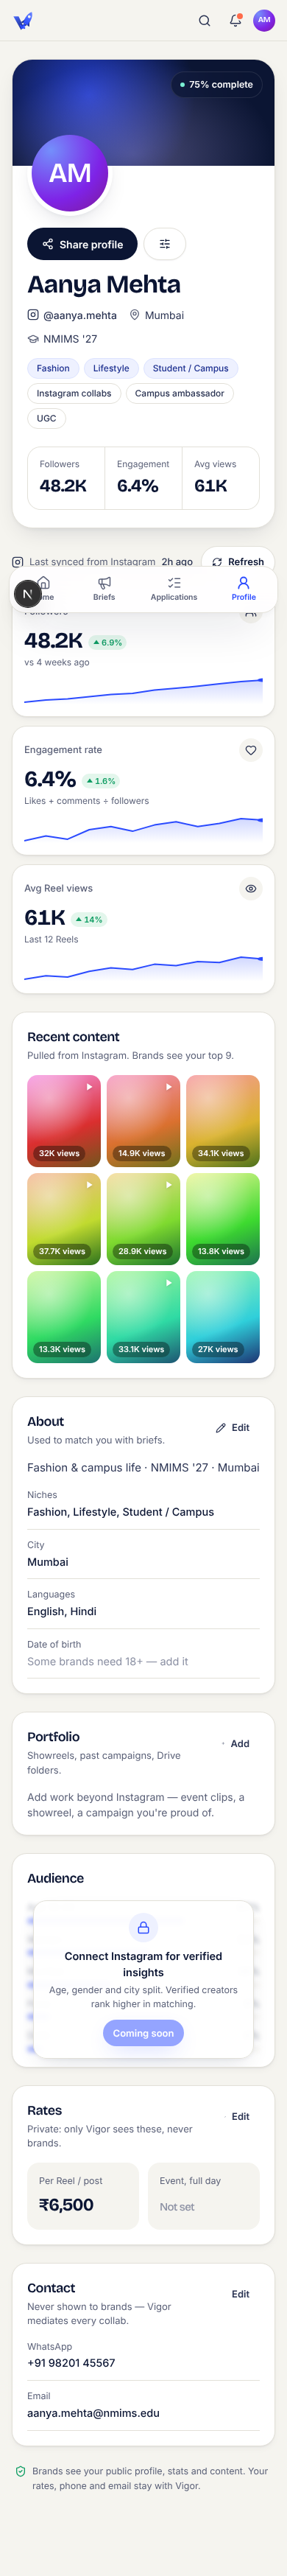 AM
75% complete
AM
Share profile
Aanya Mehta
@aanya.mehta Mumbai
NMIMS '27
Fashion Lifestyle Student / Campus
Instagram collabs Campus ambassador
UGC
Followers Engagement Avg views
48.2K 6.4% 61K
Last synced from Instagram 2h ago Refresh
N
Briefs Applications Profile
Followers
48.2K 6.9%
vs 4 weeks ago
Engagement rate
6.4% 1.6%
Likes + comments ÷ followers
Avg Reel views
61K 14%
Last 12 Reels
Recent content
Pulled from Instagram. Brands see your top 9.
32K views 14.9K views 34.1K views
37.7K views 28.9K views 13.8K views
13.3K views 33.1K views 27K views
About Edit
Used to match you with briefs.
Fashion & campus life · NMIMS '27 · Mumbai
Niches
Fashion, Lifestyle, Student / Campus
City
Mumbai
Languages
English, Hindi
Date of birth
Some brands need 18+ — add it
Portfolio Add
Showreels, past campaigns, Drive
folders.
Add work beyond Instagram — event clips, a
showreel, a campaign you're proud of.
Audience
Connect Instagram for verified
insights
Age, gender and city split. Verified creators
rank higher in matching.
Coming soon
Rates Edit
Private: only Vigor sees these, never
brands.
Per Reel / post Event, full day
₹6,500 Not set
Contact Edit
Never shown to brands — Vigor
mediates every collab.
WhatsApp
+91 98201 45567
Email
aanya.mehta@nmims.edu
Brands see your public profile, stats and content. Your
rates, phone and email stay with Vigor.